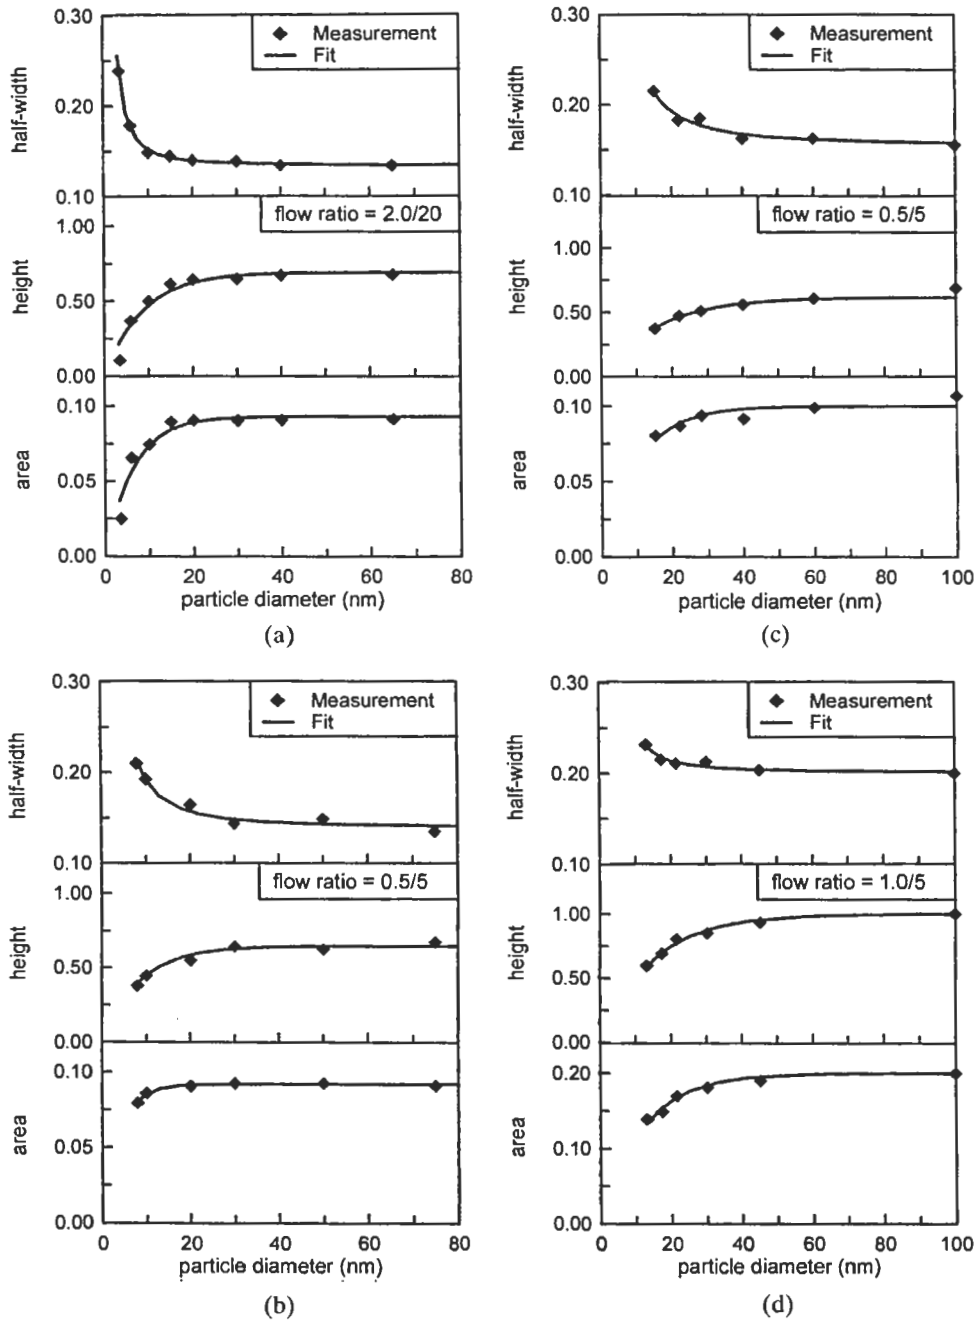 0.30
Measurement
Fit
half-width
0.20
0.10
flow ratio = 2.0/20
1.00
height
0.50
0.00
0.10
area
0.05
0.00
0 20 40 60 80
particle diameter (nm)
(a)
0.30
Measurement
Fit
half-width
0.20
0.10
flow ratio = 0.5/5
1.00
height
0.50
0.00
0.10
area
0.05
0.00
0 20 40 60 80 100
particle diameter (nm)
(c)
0.30
Measurement
Fit
half-width
0.20
0.10
flow ratio = 0.5/5
1.00
height
0.50
0.00
0.10
area
0.05
0.00
0 20 40 60 80
particle diameter (nm)
(b)
0.30
Measurement
Fit
half-width
0.20
0.10
flow ratio = 1.0/5
1.00
height
0.50
0.00
0.20
area
0.10
0.00
0 20 40 60 80 100
particle diameter (nm)
(d)